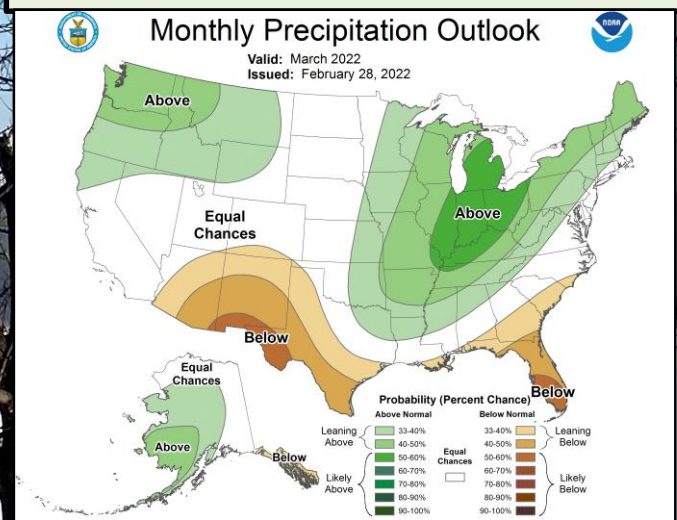 Monthly Precipitation Outlook
NOAA
Valid: March 2022
Issued: February 28, 2022
Above
Above
Equal
Chances
Below
Below
Equal
Chances
Above
Below
Probability (Percent Chance)
Above Normal
Below Normal
Leaning
Above
33-40%
40-50%
50-60%
60-70%
70-80%
80-90%
90-100%
Likely
Above
Equal
Chances
33-40%
40-50%
50-60%
60-70%
70-80%
80-90%
90-100%
Leaning
Below
Likely
Below